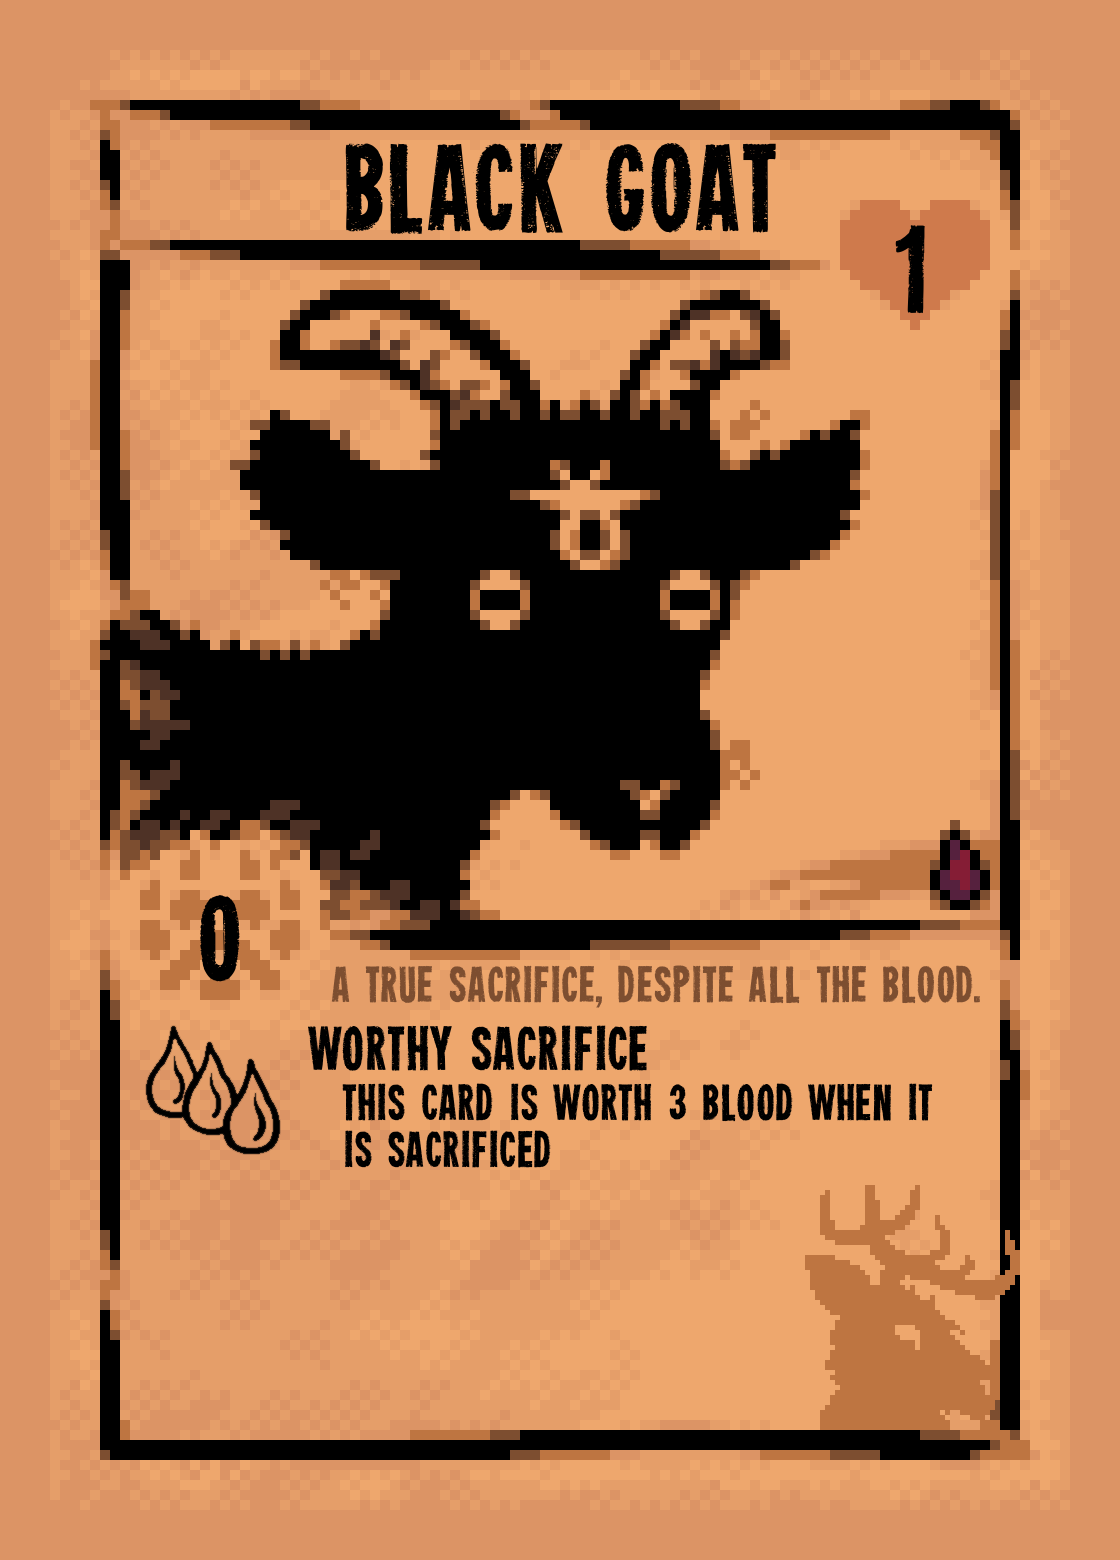 BLACK GOAT
1
0
A TRUE SACRIFICE, DESPITE ALL THE BLOOD.
WORTHY SACRIFICE
THIS CARD IS WORTH 3 BLOOD WHEN IT
IS SACRIFICED